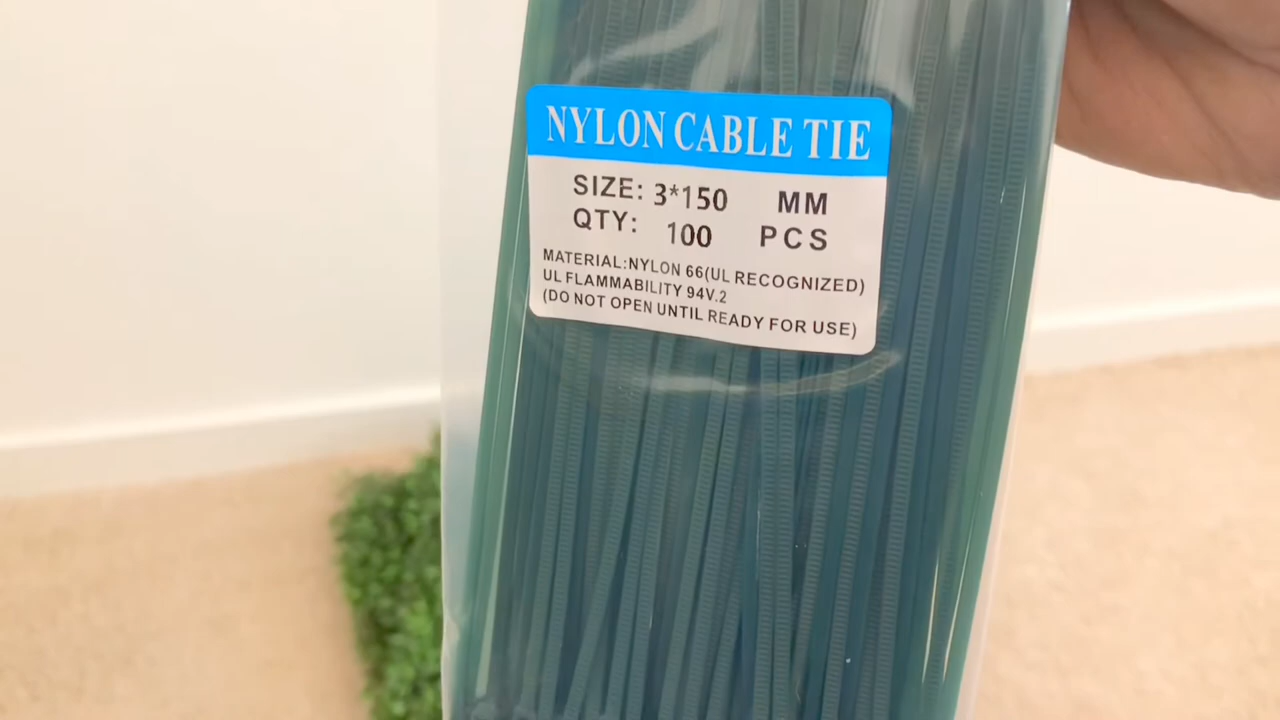 NYLON CABLE TIE
SIZE: 3*150 MM
QTY: 100 PCS
MATERIAL:NYLON 66(UL RECOGNIZED)
UL FLAMMABILITY 94V.2
(DO NOT OPEN UNTIL READY FOR USE)